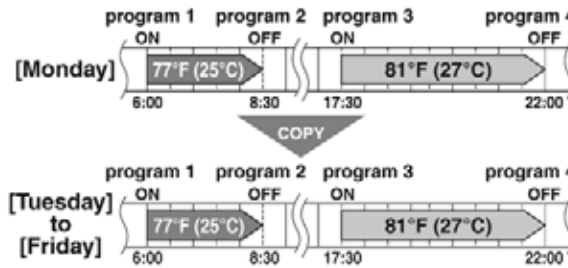 program 1 program 2 program 3 program 4
ON OFF ON OFF
[Monday] 77°F (25°C) 81°F (27°C)
6:00 8:30 17:30 22:00
COPY
program 1 program 2 program 3 program 4
ON OFF ON OFF
[Tuesday]
to
[Friday]
77°F (25°C) 81°F (27°C)
6:00 8:30 17:30 22:00